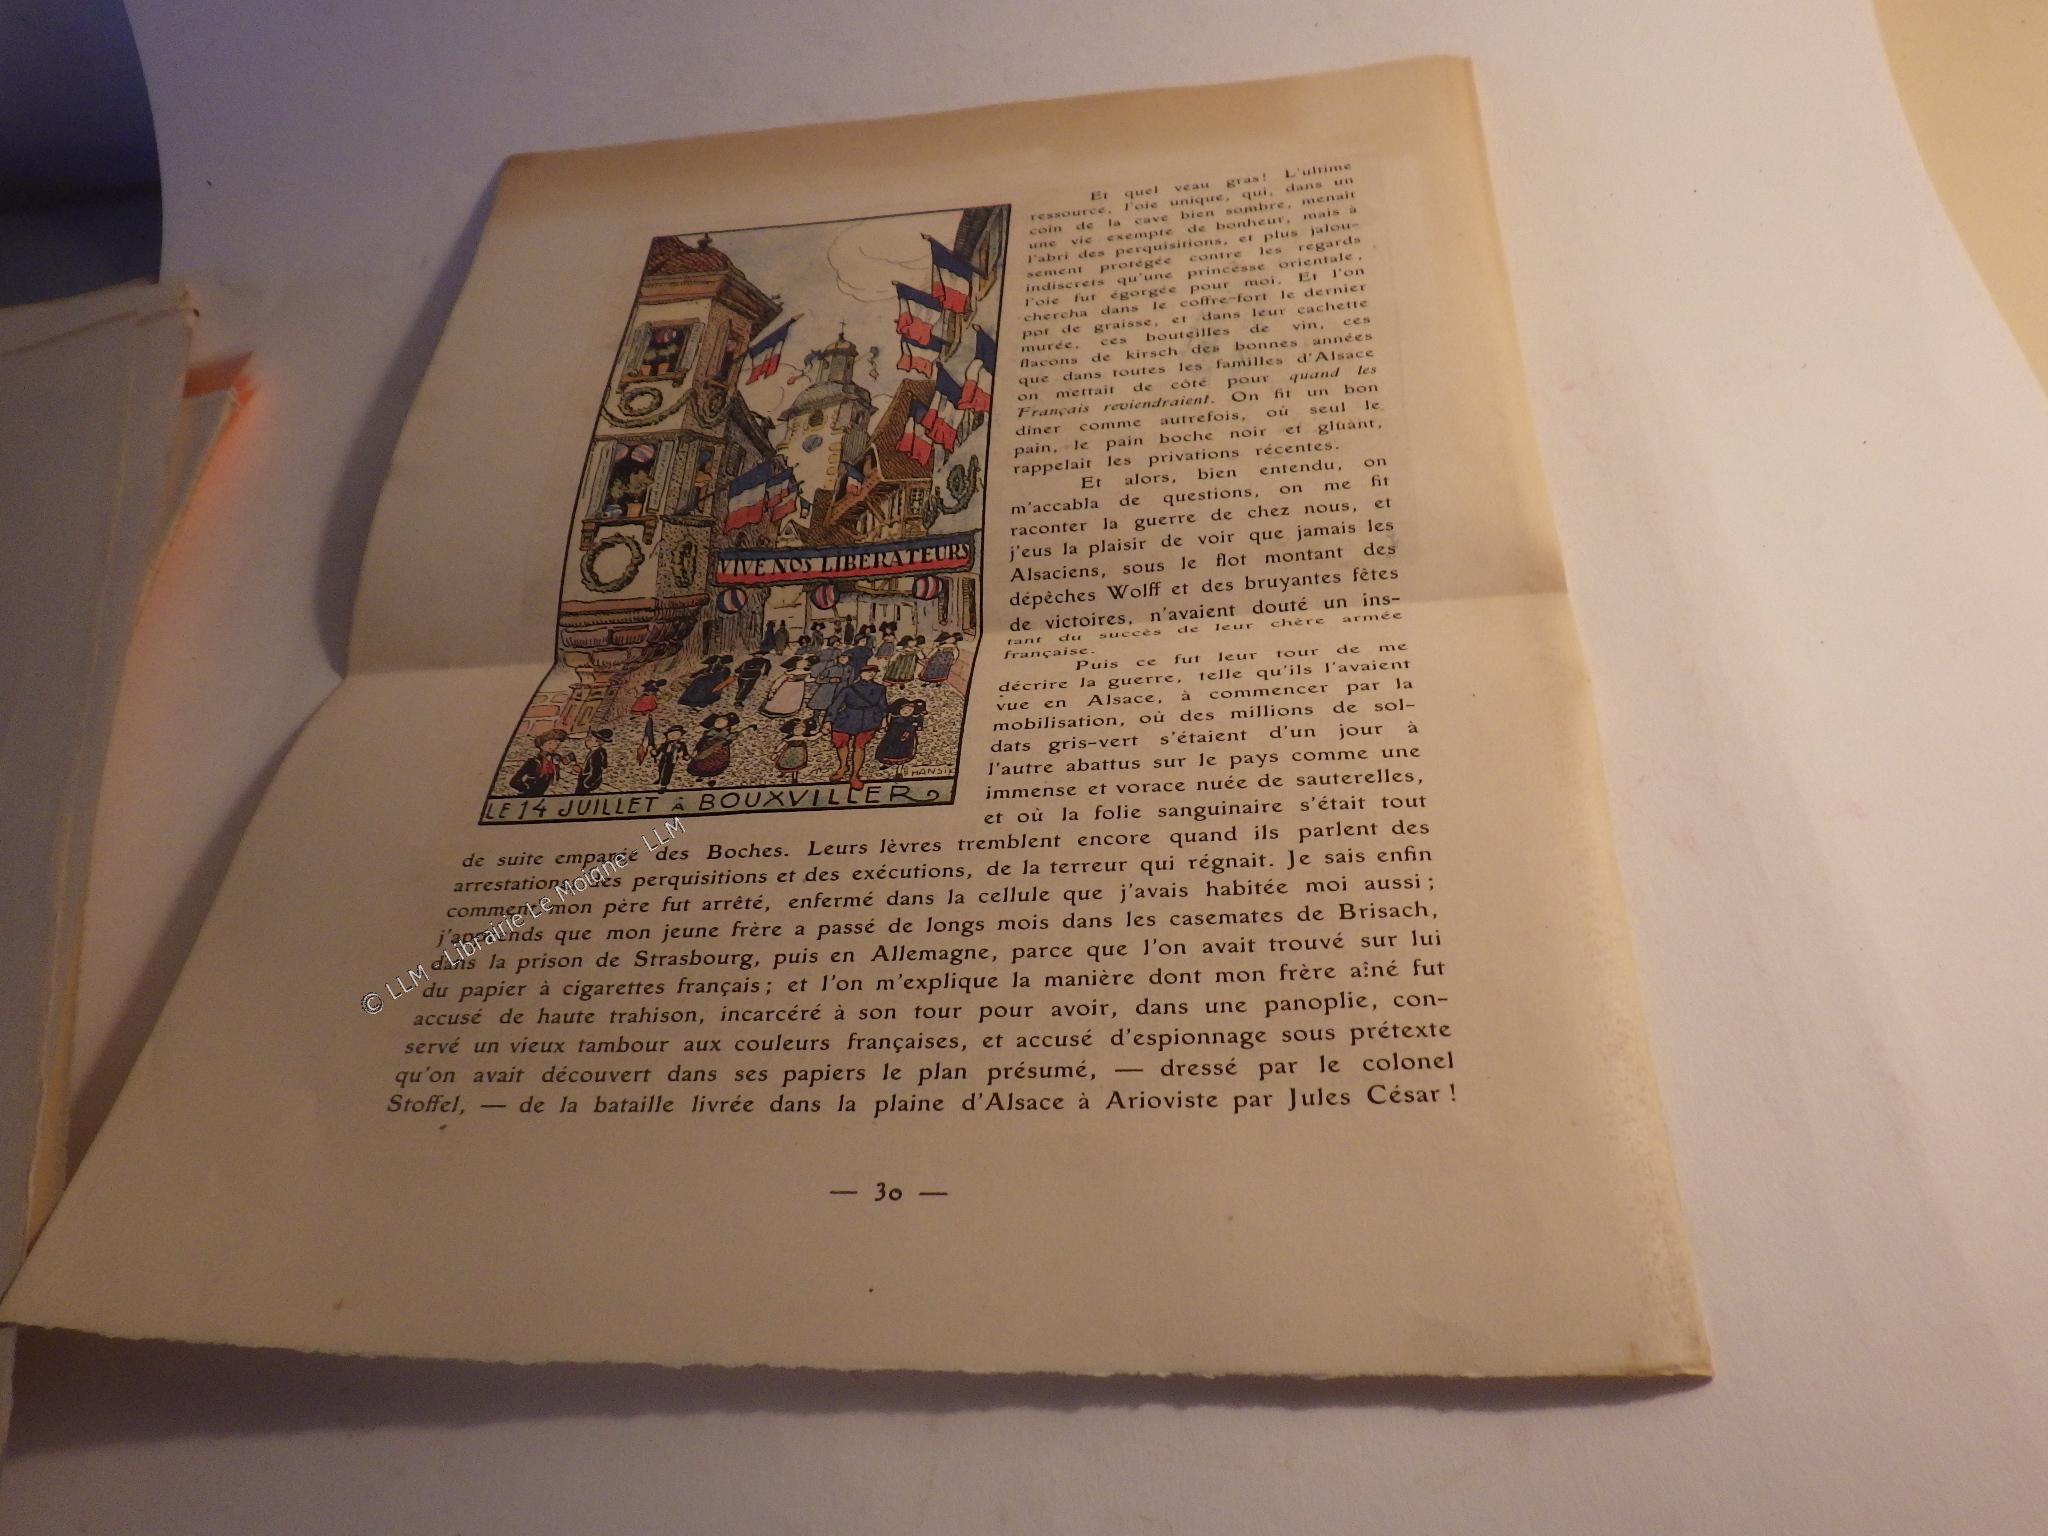 Et quel veau gras! L'ultime
ressource, l'oie unique, qui, dans un
coin de la cave bien sombre, menait
une vie exempte de bonheur, mais à
l'abri des perquisitions, et plus jalou-
sement protégée contre les regards
indiscrets qu'une princesse orientale,
l'oie fut égorgée pour moi. Et l'on
chercha dans le coffre-fort le dernier
pot de graisse, et dans leur cachette
murée, ces bouteilles de vin, ces
flacons de kirsch des bonnes années
que dans toutes les familles d'Alsace
on mettait de côté pour quand les
Français reviendraient. On fit un bon
dîner comme autrefois, où seul le
pain, le pain boche noir et gluant,
rappelait les privations récentes.
Et alors, bien entendu, on
m'accabla de questions, on me fit
raconter la guerre de chez nous, et
j'eus la plaisir de voir que jamais les
Alsaciens, sous le flot montant des
dépêches Wolff et des bruyantes fêtes
de victoires, n'avaient douté un ins-
tant du succès de leur chère armée
française.
Puis ce fut leur tour de me
décrire la guerre, telle qu'ils l'avaient
vue en Alsace, à commencer par la
mobilisation, où des millions de sol-
dats gris-vert s'étaient d'un jour à
l'autre abattus sur le pays comme une
immense et vorace nuée de sauterelles,
et où la folie sanguinaire s'était tout
VIVE NOS LIBERATEURS
HANSI
LE 14 JUILLET à BOUXVILLER
de suite emparée des Boches. Leurs lèvres tremblent encore quand ils parlent des
arrestations, des perquisitions et des exécutions, de la terreur qui régnait. Je sais enfin
comment mon père fut arrêté, enfermé dans la cellule que j'avais habitée moi aussi;
j'apprends que mon jeune frère a passé de longs mois dans les casemates de Brisach,
dans la prison de Strasbourg, puis en Allemagne, parce que l'on avait trouvé sur lui
du papier à cigarettes français; et l'on m'explique la manière dont mon frère aîné fut
accusé de haute trahison, incarcéré à son tour pour avoir, dans une panoplie, con-
servé un vieux tambour aux couleurs françaises, et accusé d'espionnage sous prétexte
qu'on avait découvert dans ses papiers le plan présumé, — dressé par le colonel
Stoffel, — de la bataille livrée dans la plaine d'Alsace à Arioviste par Jules César!
— 30 —
© LLM - Librairie Le Moigne - LLM